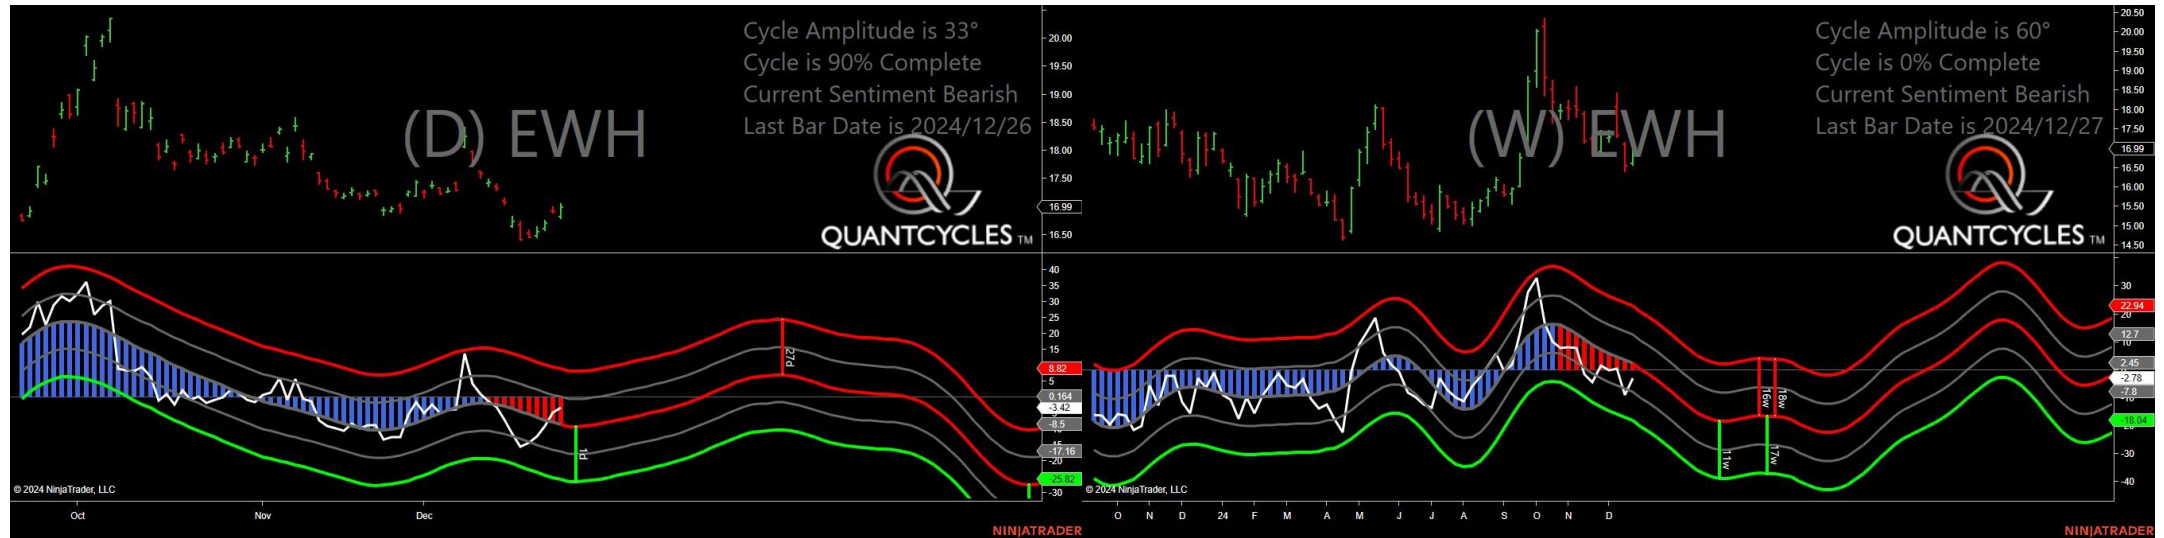 Cycle Amplitude is 33°
Cycle is 90% Complete
Current Sentiment Bearish
Last Bar Date is 2024/12/26
(D) EWH
QUANTCYCLES TM
20.00
19.50
19.00
18.50
18.00
17.50
16.99
16.50
40
35
30
25
20
15
8.82
5
0.164
-3.42
-8.5
-17.16
-20
-25.82
-30
27d
1d
© 2024 NinjaTrader, LLC
Oct Nov Dec
NINJATRADER
Cycle Amplitude is 60°
Cycle is 0% Complete
Current Sentiment Bearish
Last Bar Date is 2024/12/27
(W) EWH
QUANTCYCLES TM
20.50
20.00
19.50
19.00
18.50
18.00
17.50
16.99
16.50
16.00
15.50
15.00
14.50
30
22.94
20
12.7
2.45
-2.78
-7.8
-18.04
-30
-40
11w
16w
17w
18w
© 2024 NinjaTrader, LLC
O N D 24 F M A M J J A S O N D
NINJATRADER